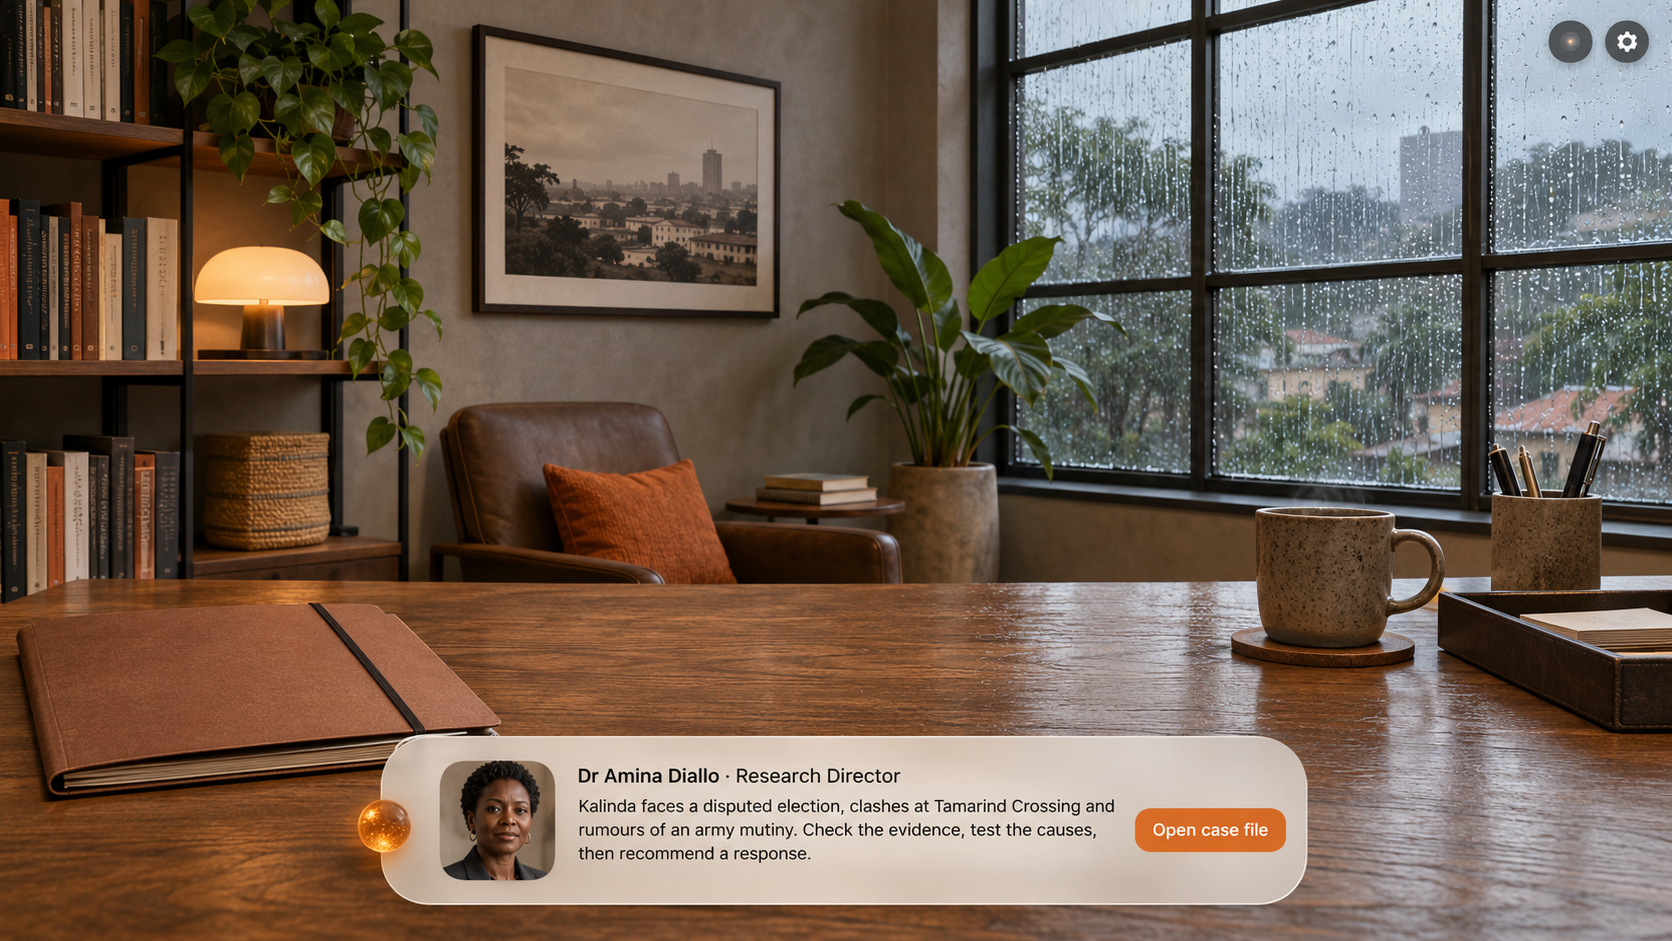 Dr Amina Diallo · Research Director
Kalinda faces a disputed election, clashes at Tamarind Crossing and
rumours of an army mutiny. Check the evidence, test the causes,
then recommend a response.
Open case file